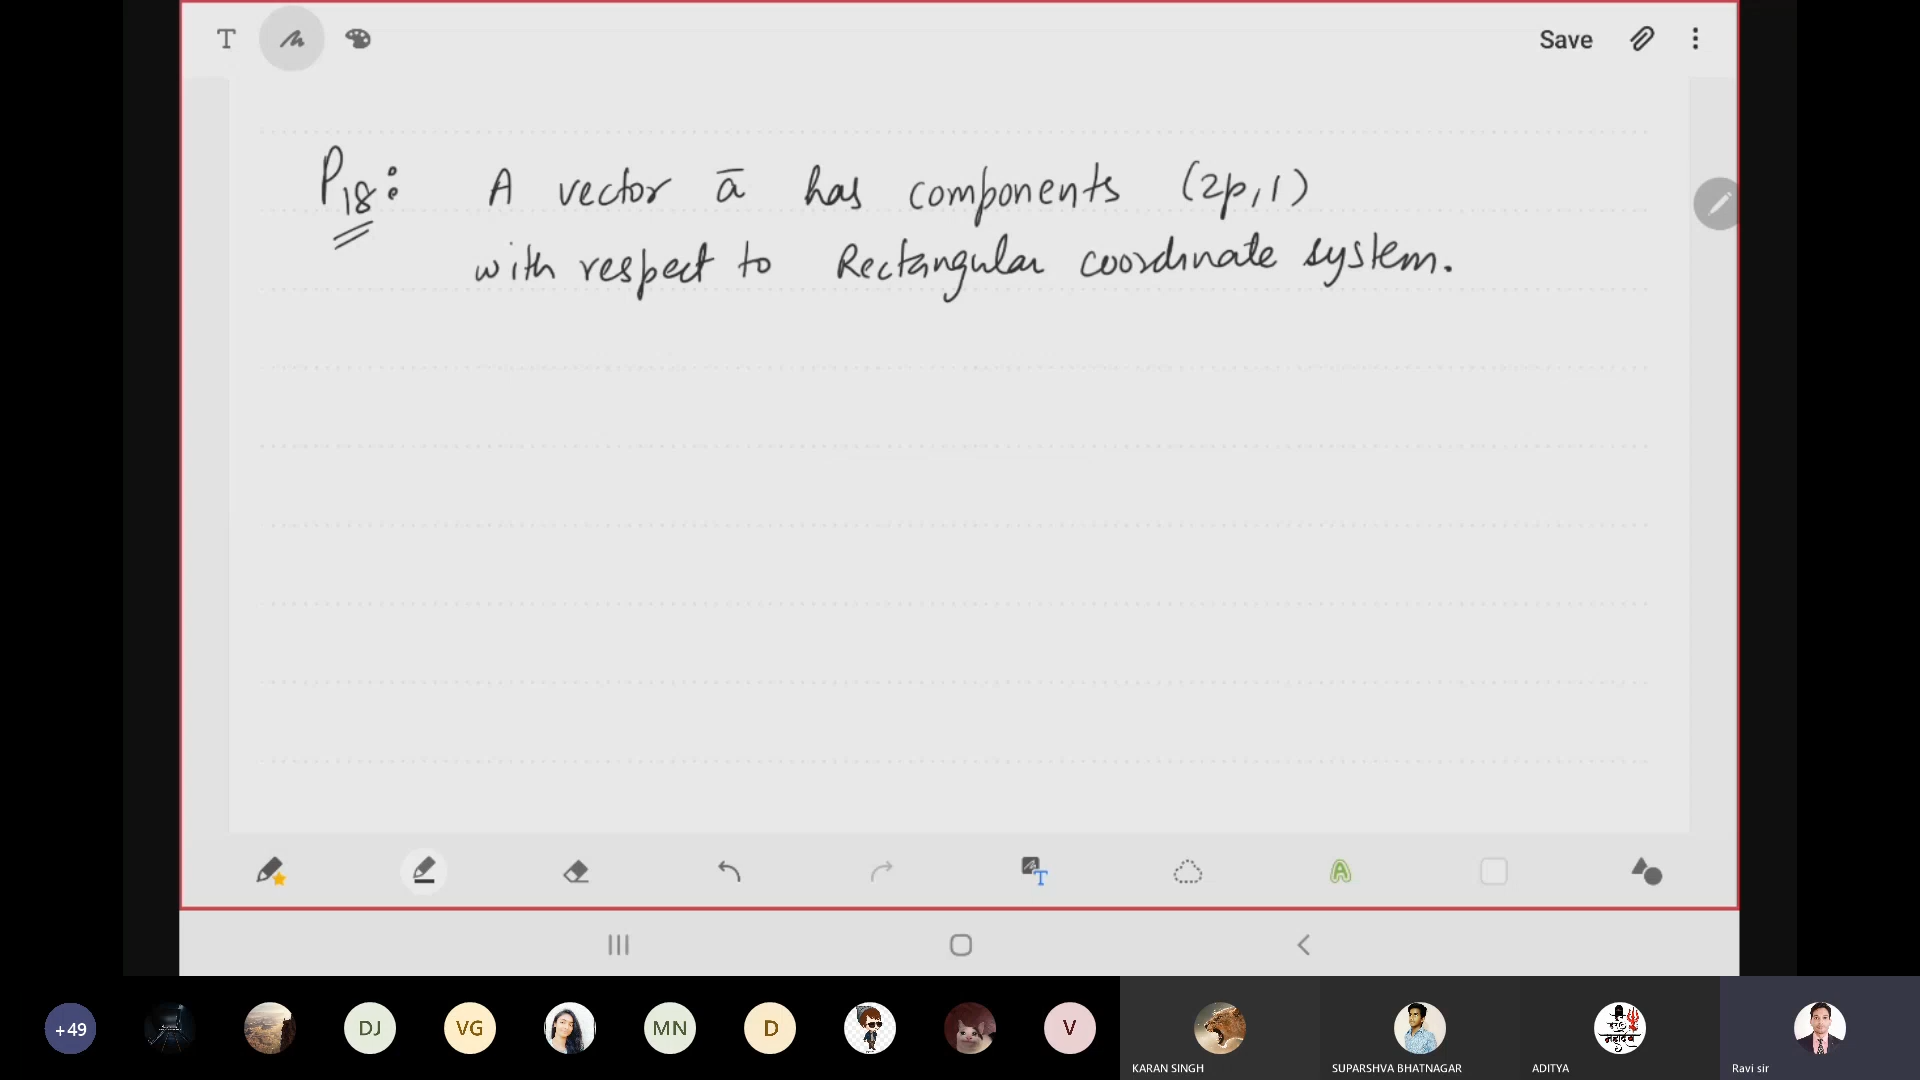 T
Save
P18: A vector a̅ has components (2p,1)
with respect to Rectangular coordinate system.
T
A
+49
DJ
VG
MN
D
V
KARAN SINGH
SUPARSHVA BHATNAGAR
ADITYA
Ravi sir